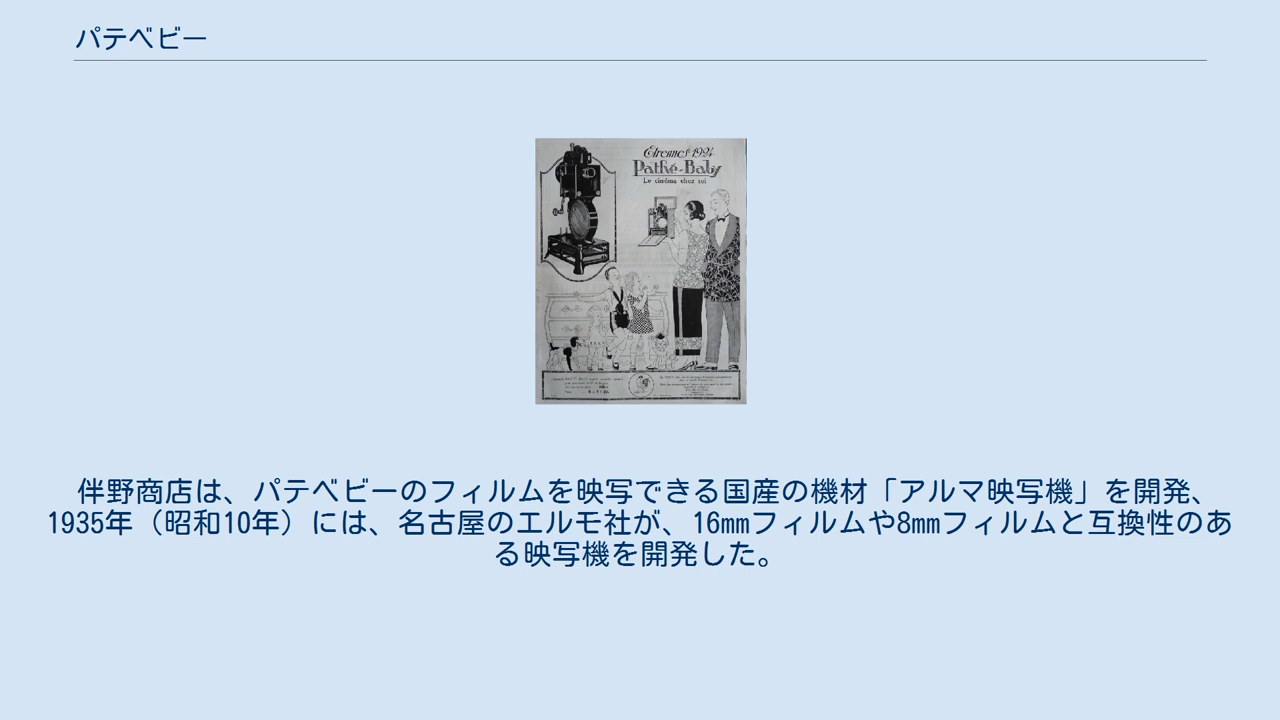 パテベビー
Etrennes 1924
Pathé-Baby
Le cinéma chez soi
伴野商店は、パテベビーのフィルムを映写できる国産の機材「アルマ映写機」を開発、
1935年（昭和10年）には、名古屋のエルモ社が、16mmフィルムや8mmフィルムと互換性のあ
る映写機を開発した。